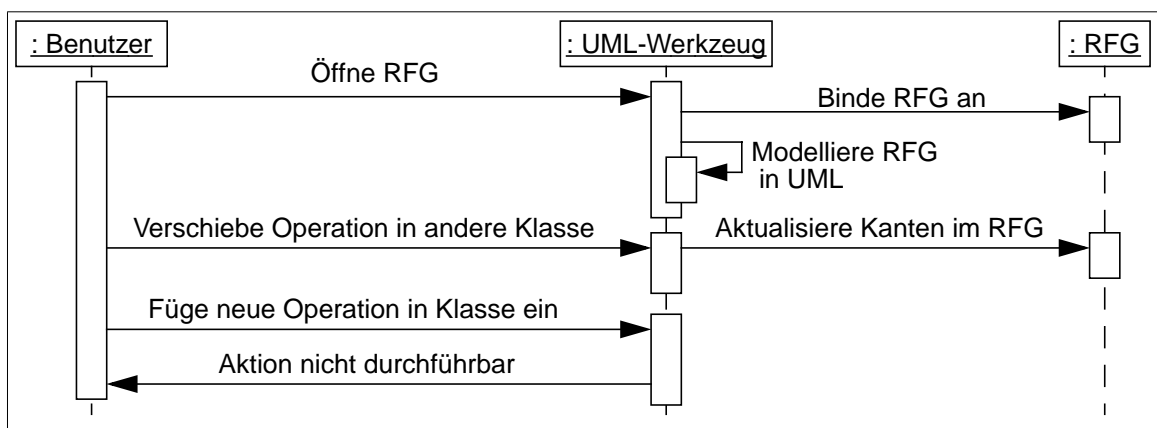 : Benutzer
: UML-Werkzeug
: RFG
Öffne RFG
Binde RFG an
Modelliere RFG
in UML
Verschiebe Operation in andere Klasse
Aktualisiere Kanten im RFG
Füge neue Operation in Klasse ein
Aktion nicht durchführbar